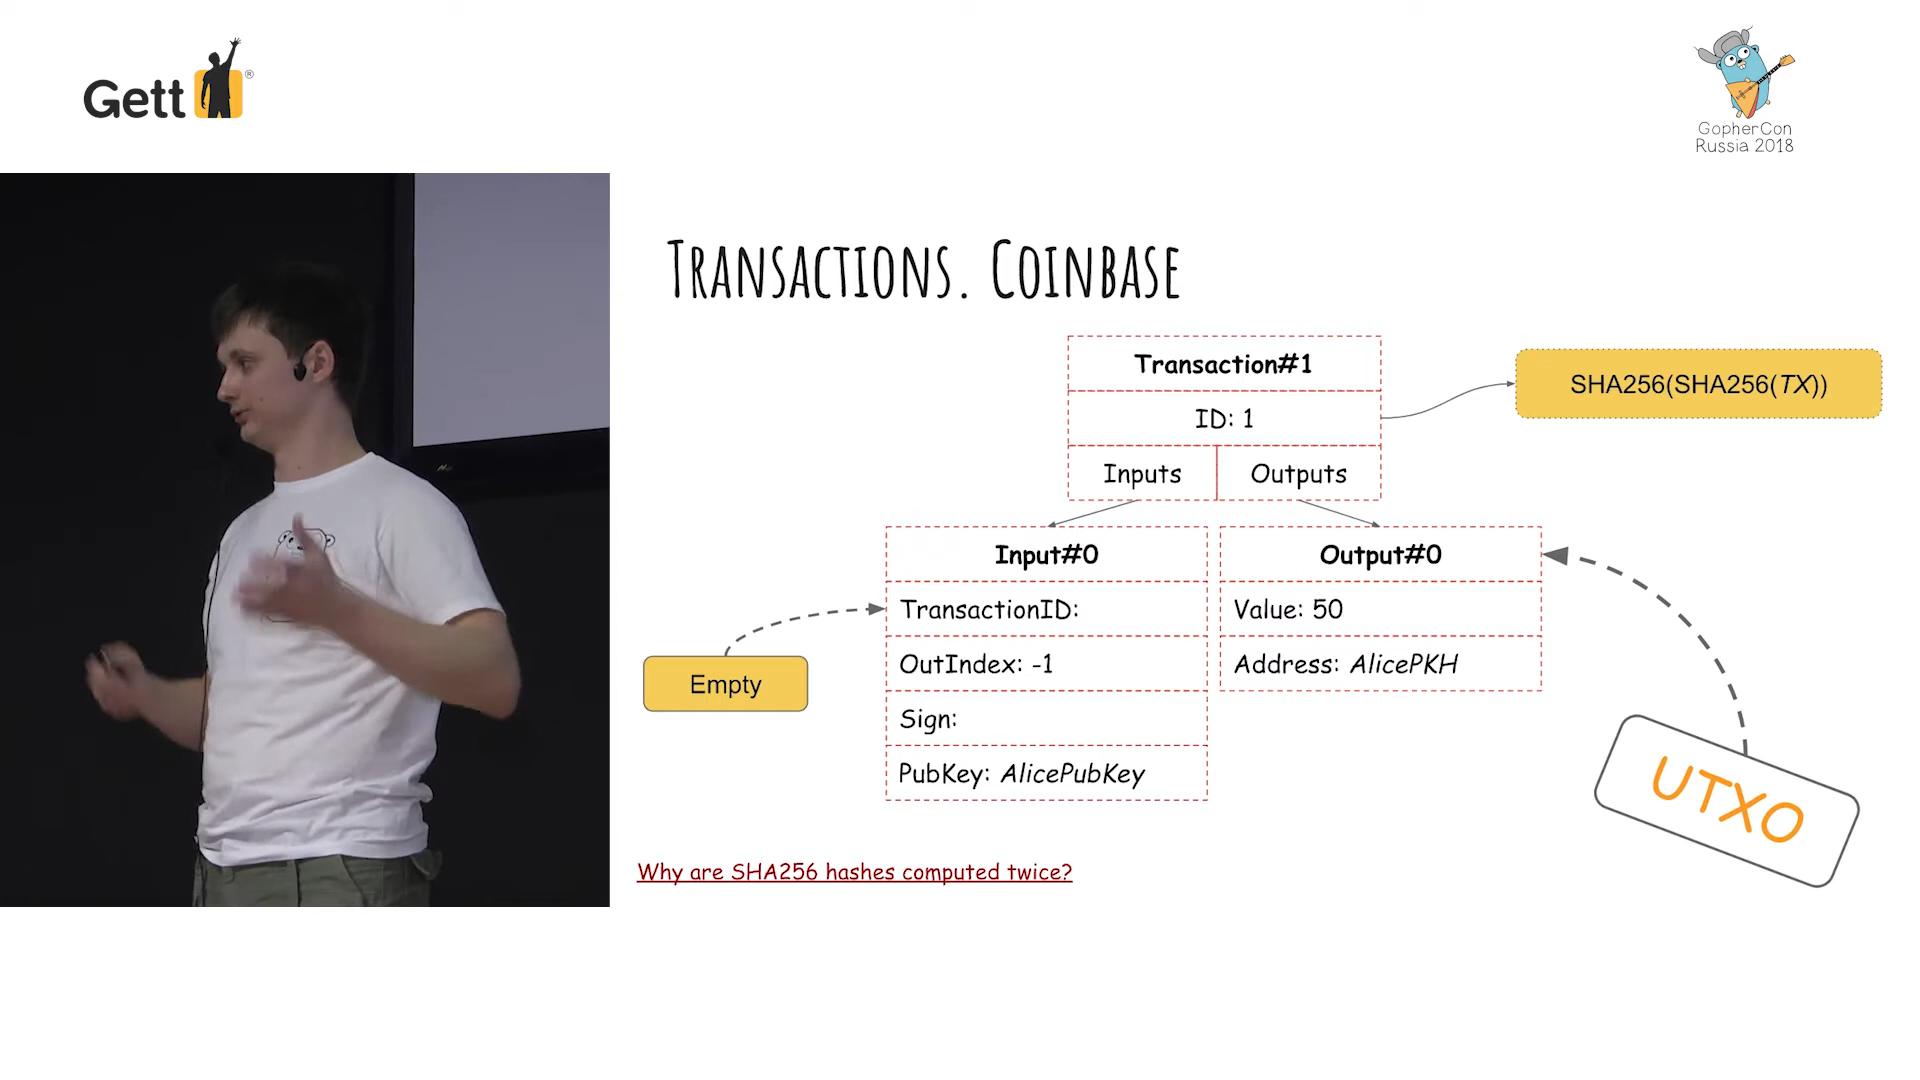 Gett®
GopherCon
Russia 2018
TRANSACTIONS. COINBASE
Transaction#1
ID: 1
SHA256(SHA256(TX))
Inputs
Outputs
Input#0
Output#0
TransactionID:
Value: 50
OutIndex: -1
Address: AlicePKH
Empty
Sign:
PubKey: AlicePubKey
UTXO
Why are SHA256 hashes computed twice?